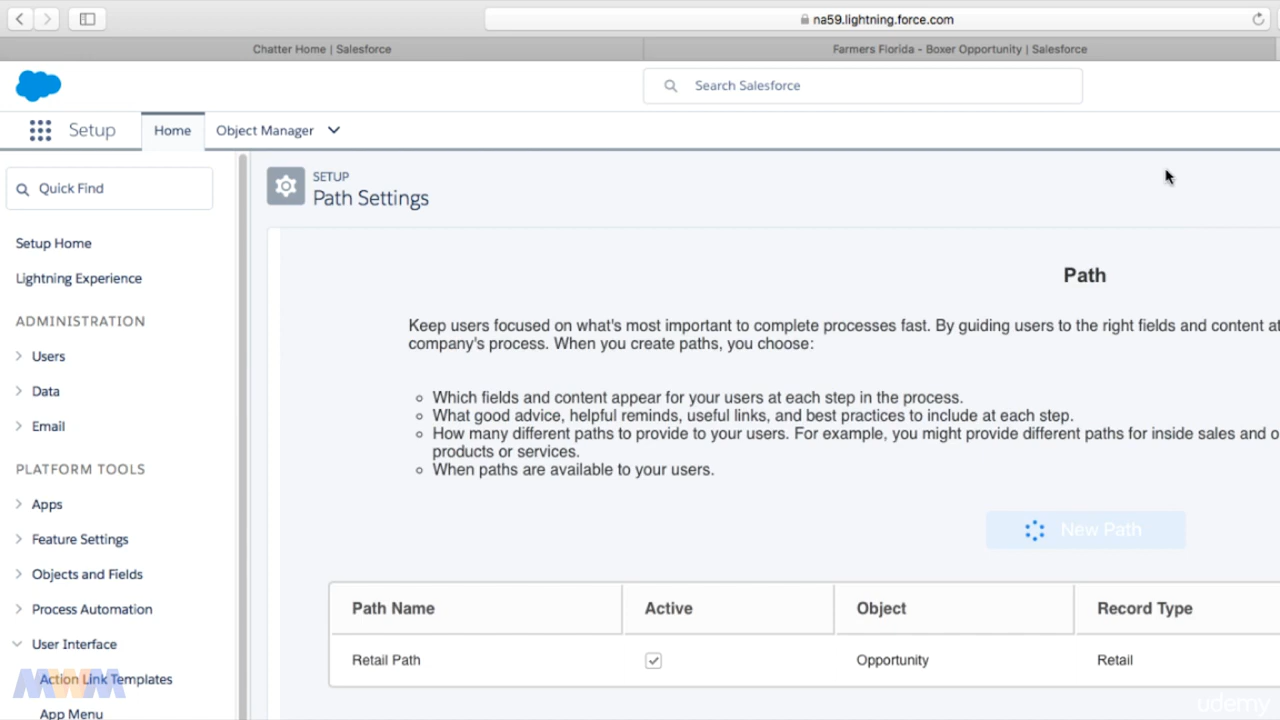 na59.lightning.force.com
Chatter Home | Salesforce
Farmers Florida - Boxer Opportunity | Salesforce
Search Salesforce
Setup
Home
Object Manager
Quick Find
SETUP
Path Settings
Setup Home
Lightning Experience
ADMINISTRATION
Users
Data
Email
PLATFORM TOOLS
Apps
Feature Settings
Objects and Fields
Process Automation
User Interface
Action Link Templates
App Menu
MWM
Path
Keep users focused on what's most important to complete processes fast. By guiding users to the right fields and content at
company's process. When you create paths, you choose:
Which fields and content appear for your users at each step in the process.
What good advice, helpful reminds, useful links, and best practices to include at each step.
How many different paths to provide to your users. For example, you might provide different paths for inside sales and o
products or services.
When paths are available to your users.
New Path
Path Name Active Object Record Type
Retail Path Opportunity Retail
udemy